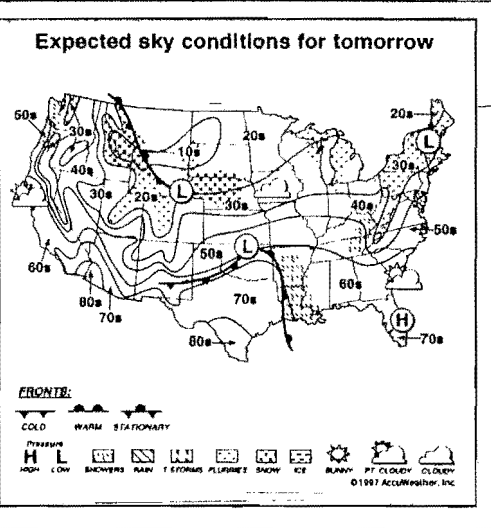 Expected sky conditions for tomorrow
50s
30s
20s
20s
10s
40s
30s
30s
20s
30s
40s
50s
50s
60s
80s
70s
70s
60s
80s
70s
L
L
L
H
FRONTS:
COLD WARM STATIONARY
Pressure
H L
HIGH LOW SHOWERS RAIN T STORMS FLURRIES SNOW ICE SUNNY PT CLOUDY CLOUDY
©1997 AccuWeather, Inc